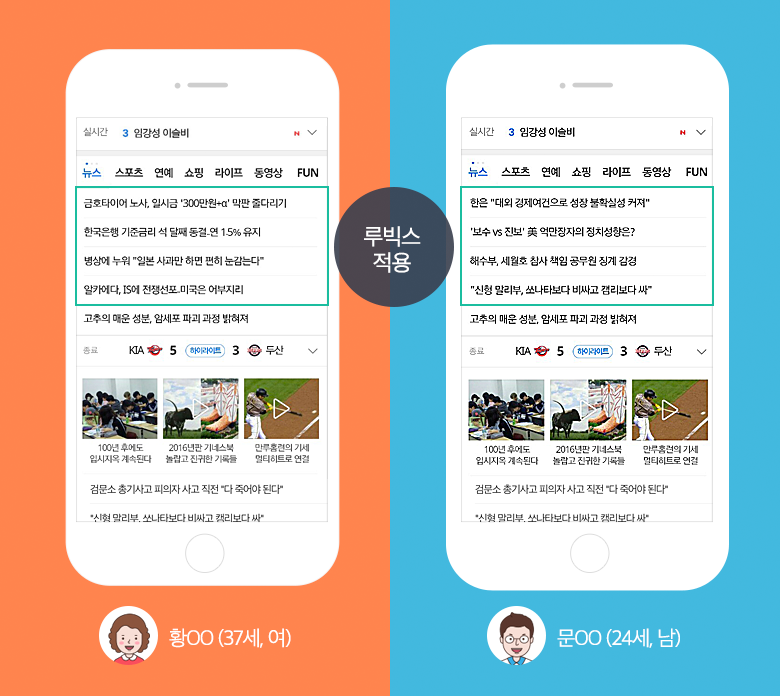 실시간 3 임강성 이슬비 N
뉴스 스포츠 연예 쇼핑 라이프 동영상 FUN
금호타이어 노사, 일시금 '300만원+α' 막판 줄다리기
한국은행 기준금리 석 달째 동결‥연 1.5% 유지
병상에 누워 "일본 사과만 하면 편히 눈감는다"
알카에다, IS에 전쟁선포‥미국은 어부지리
고추의 매운 성분, 암세포 파괴 과정 밝혀져
종료 KIA 5 하이라이트 3 두산
100년 후에도
입시지옥 계속된다
2016년판 기네스북
놀랍고 진귀한 기록들
만루홈런의 기세
멀티히트로 연결
검문소 총기사고 피의자 사고 직전 "다 죽어야 된다"
"신형 말리부, 쏘나타보다 비싸고 캠리보다 싸"
황OO (37세, 여)
루빅스
적용
실시간 3 임강성 이슬비 N
뉴스 스포츠 연예 쇼핑 라이프 동영상 FUN
한은 "대외 경제여건으로 성장 불확실성 커져"
'보수 vs 진보' 英 억만장자의 정치성향은?
해수부, 세월호 참사 책임 공무원 징계 감경
"신형 말리부, 쏘나타보다 비싸고 캠리보다 싸"
고추의 매운 성분, 암세포 파괴 과정 밝혀져
종료 KIA 5 하이라이트 3 두산
100년 후에도
입시지옥 계속된다
2016년판 기네스북
놀랍고 진귀한 기록들
만루홈런의 기세
멀티히트로 연결
검문소 총기사고 피의자 사고 직전 "다 죽어야 된다"
"신형 말리부, 쏘나타보다 비싸고 캠리보다 싸"
문OO (24세, 남)